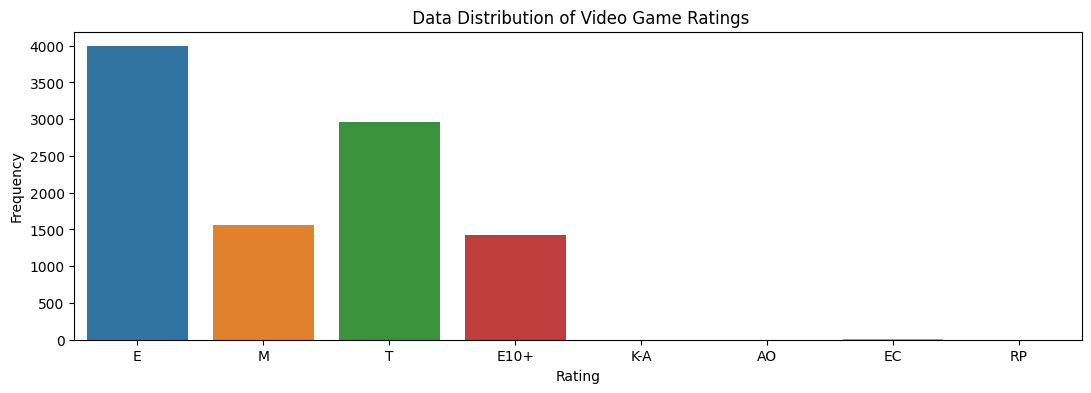 Data Distribution of Video Game Ratings
4000
3500
3000
2500
2000
1500
1000
500
0
Frequency
E M T E10+ K-A AO EC RP
Rating